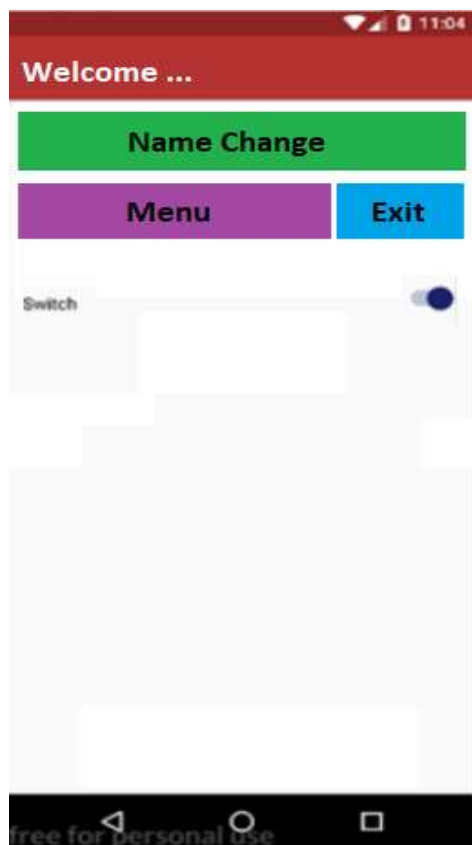 11:04
Welcome ...
Name Change
Menu Exit
Switch
free for personal use